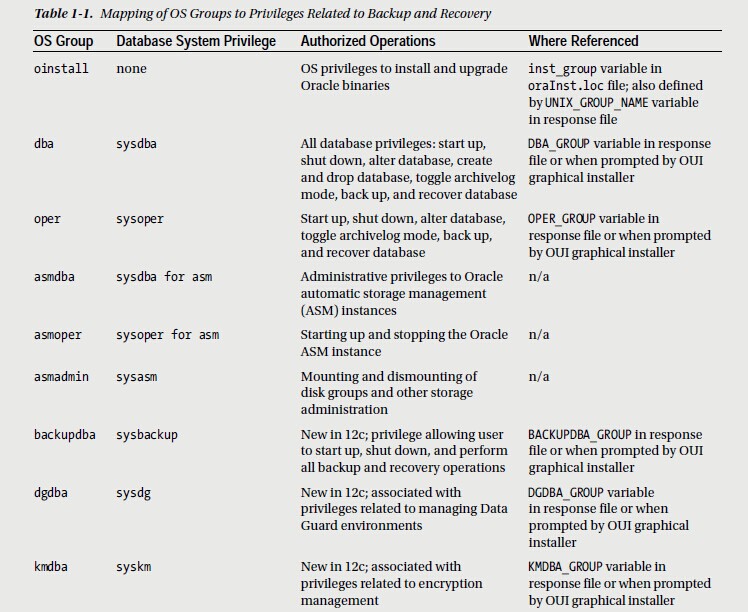 Table 1-1. Mapping of OS Groups to Privileges Related to Backup and Recovery
OS Group Database System Privilege Authorized Operations Where Referenced
oinstall none OS privileges to install and upgrade inst_group variable in
Oracle binaries oraInst.loc file; also defined
by UNIX_GROUP_NAME variable
in response file
dba sysdba All database privileges: start up, DBA_GROUP variable in response
shut down, alter database, create file or when prompted by OUI
and drop database, toggle archivelog graphical installer
mode, back up, and recover database
oper sysoper Start up, shut down, alter database, OPER_GROUP variable in
toggle archivelog mode, back up, response file or when prompted
and recover database by OUI graphical installer
asmdba sysdba for asm Administrative privileges to Oracle n/a
automatic storage management
(ASM) instances
asmoper sysoper for asm Starting up and stopping the Oracle n/a
ASM instance
asmadmin sysasm Mounting and dismounting of n/a
disk groups and other storage
administration
backupdba sysbackup New in 12c; privilege allowing user BACKUPDBA_GROUP in response
to start up, shut down, and perform file or when prompted by OUI
all backup and recovery operations graphical installer
dgdba sysdg New in 12c; associated with DGDBA_GROUP variable
privileges related to managing Data in response file or when
Guard environments prompted by OUI graphical
installer
kmdba syskm New in 12c; associated with KMDBA_GROUP variable in
privileges related to encryption response file or when prompted
management by OUI graphical installer